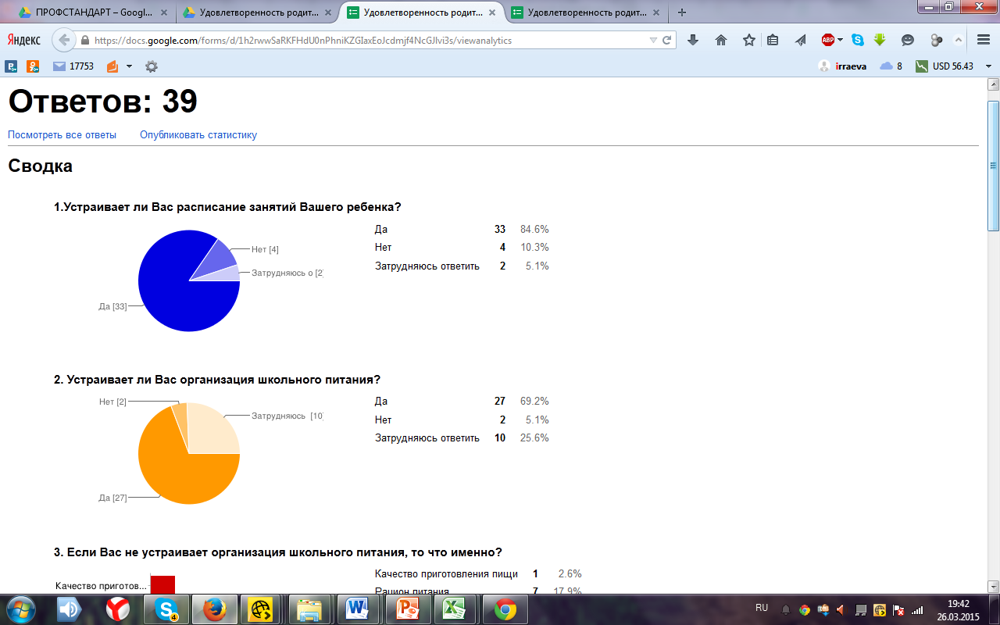 ПРОФСТАНДАРТ – Googl...
Удовлетворенность родит...
Удовлетворенность родит...
Удовлетворенность родит...
Яндекс
https://docs.google.com/forms/d/1h2rwwSaRKFHdU0nPhniKZGIaxEoJcdmjf4NcGJlvi3s/viewanalytics
ABP
17753
irraeva
8
USD 56.43
Ответов: 39
Посмотреть все ответы
Опубликовать статистику
Сводка
1.Устраивает ли Вас расписание занятий Вашего ребенка?
Да 33 84.6%
Нет [4]
Нет 4 10.3%
Затрудняюсь ответить 2 5.1%
Затрудняюсь о [2]
Да [33]
2. Устраивает ли Вас организация школьного питания?
Нет [2]
Да 27 69.2%
Затрудняюсь [10]
Нет 2 5.1%
Затрудняюсь ответить 10 25.6%
Да [27]
3. Если Вас не устраивает организация школьного питания, то что именно?
Качество приготовления пищи 1 2.6%
Качество приготов...
Рацион питания 7 17.9%
4
RU
19:42
26.03.2015